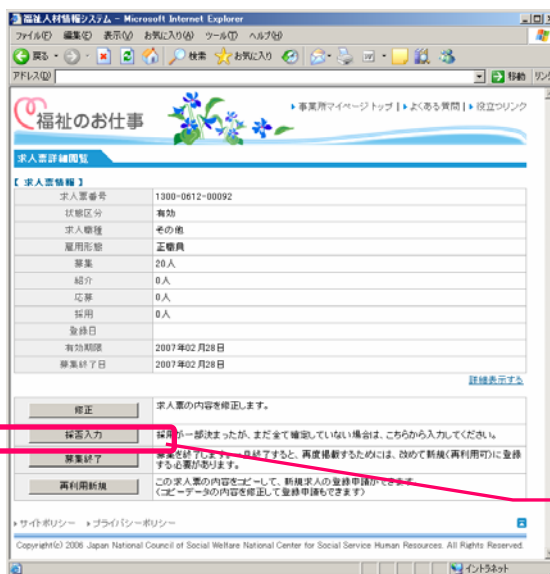 福祉人材情報システム - Microsoft Internet Explorer
ファイル(F) 編集(E) 表示(V) お気に入り(A) ツール(T) ヘルプ(H)
戻る 検索 お気に入り
アドレス(D) 移動 リンク
福祉のお仕事
事業所マイページトップ | よくある質問 | 役立つリンク
求人票詳細閲覧
【 求人票情報 】
求人票番号 1300-0612-00092
状態区分 有効
求人職種 その他
雇用形態 正職員
募集 20人
紹介 0人
応募 0人
採用 0人
登録日
有効期限 2007年02月28日
募集終了日 2007年02月28日
詳細表示する
修正 求人票の内容を修正します。
採否入力 採用が一部決まったが、まだ全て確定していない場合は、こちらから入力してください。
募集終了 募集を終了します。一旦終了すると、再度掲載するためには、改めて新規(再利用可)に登録
する必要があります。
再利用新規 この求人票の内容をコピーして、新規求人の登録申請ができます。
(コピーデータの内容を修正して登録申請もできます)
サイトポリシー プライバシーポリシー
Copyright(c) 2006 Japan National Council of Social Welfare National Center for Social Service Human Resources. All Rights Reserved.
イントラネット